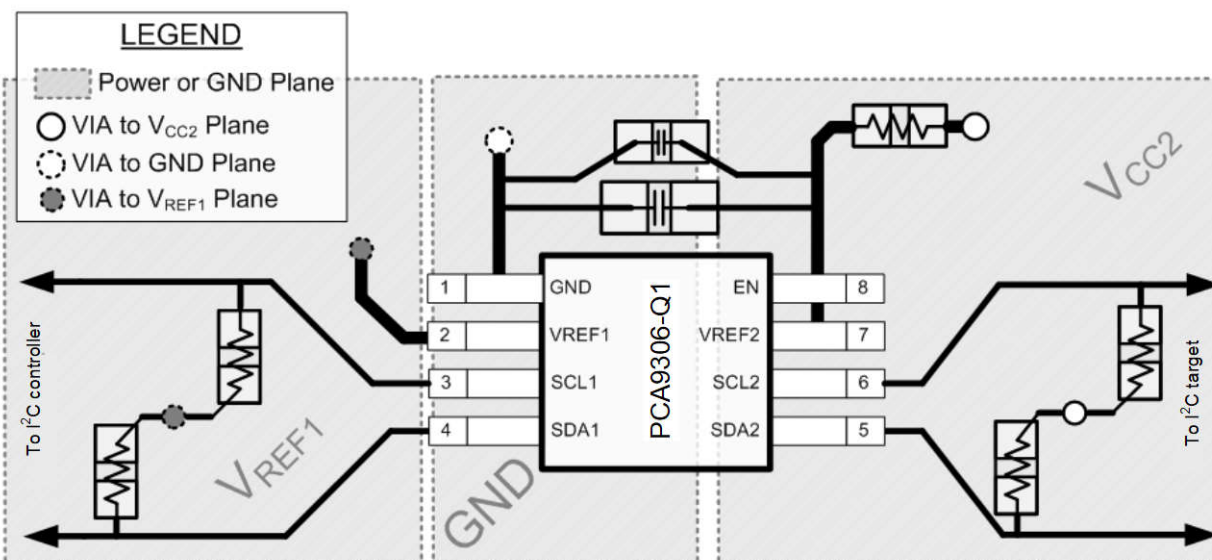 LEGEND
Power or GND Plane
VIA to VCC2 Plane
VIA to GND Plane
VIA to VREF1 Plane
VCC2
1 GND
2 VREF1
3 SCL1
4 SDA1
PCA9306-Q1
EN 8
VREF2 7
SCL2 6
SDA2 5
To I²C controller
VREF1
GND
To I²C target